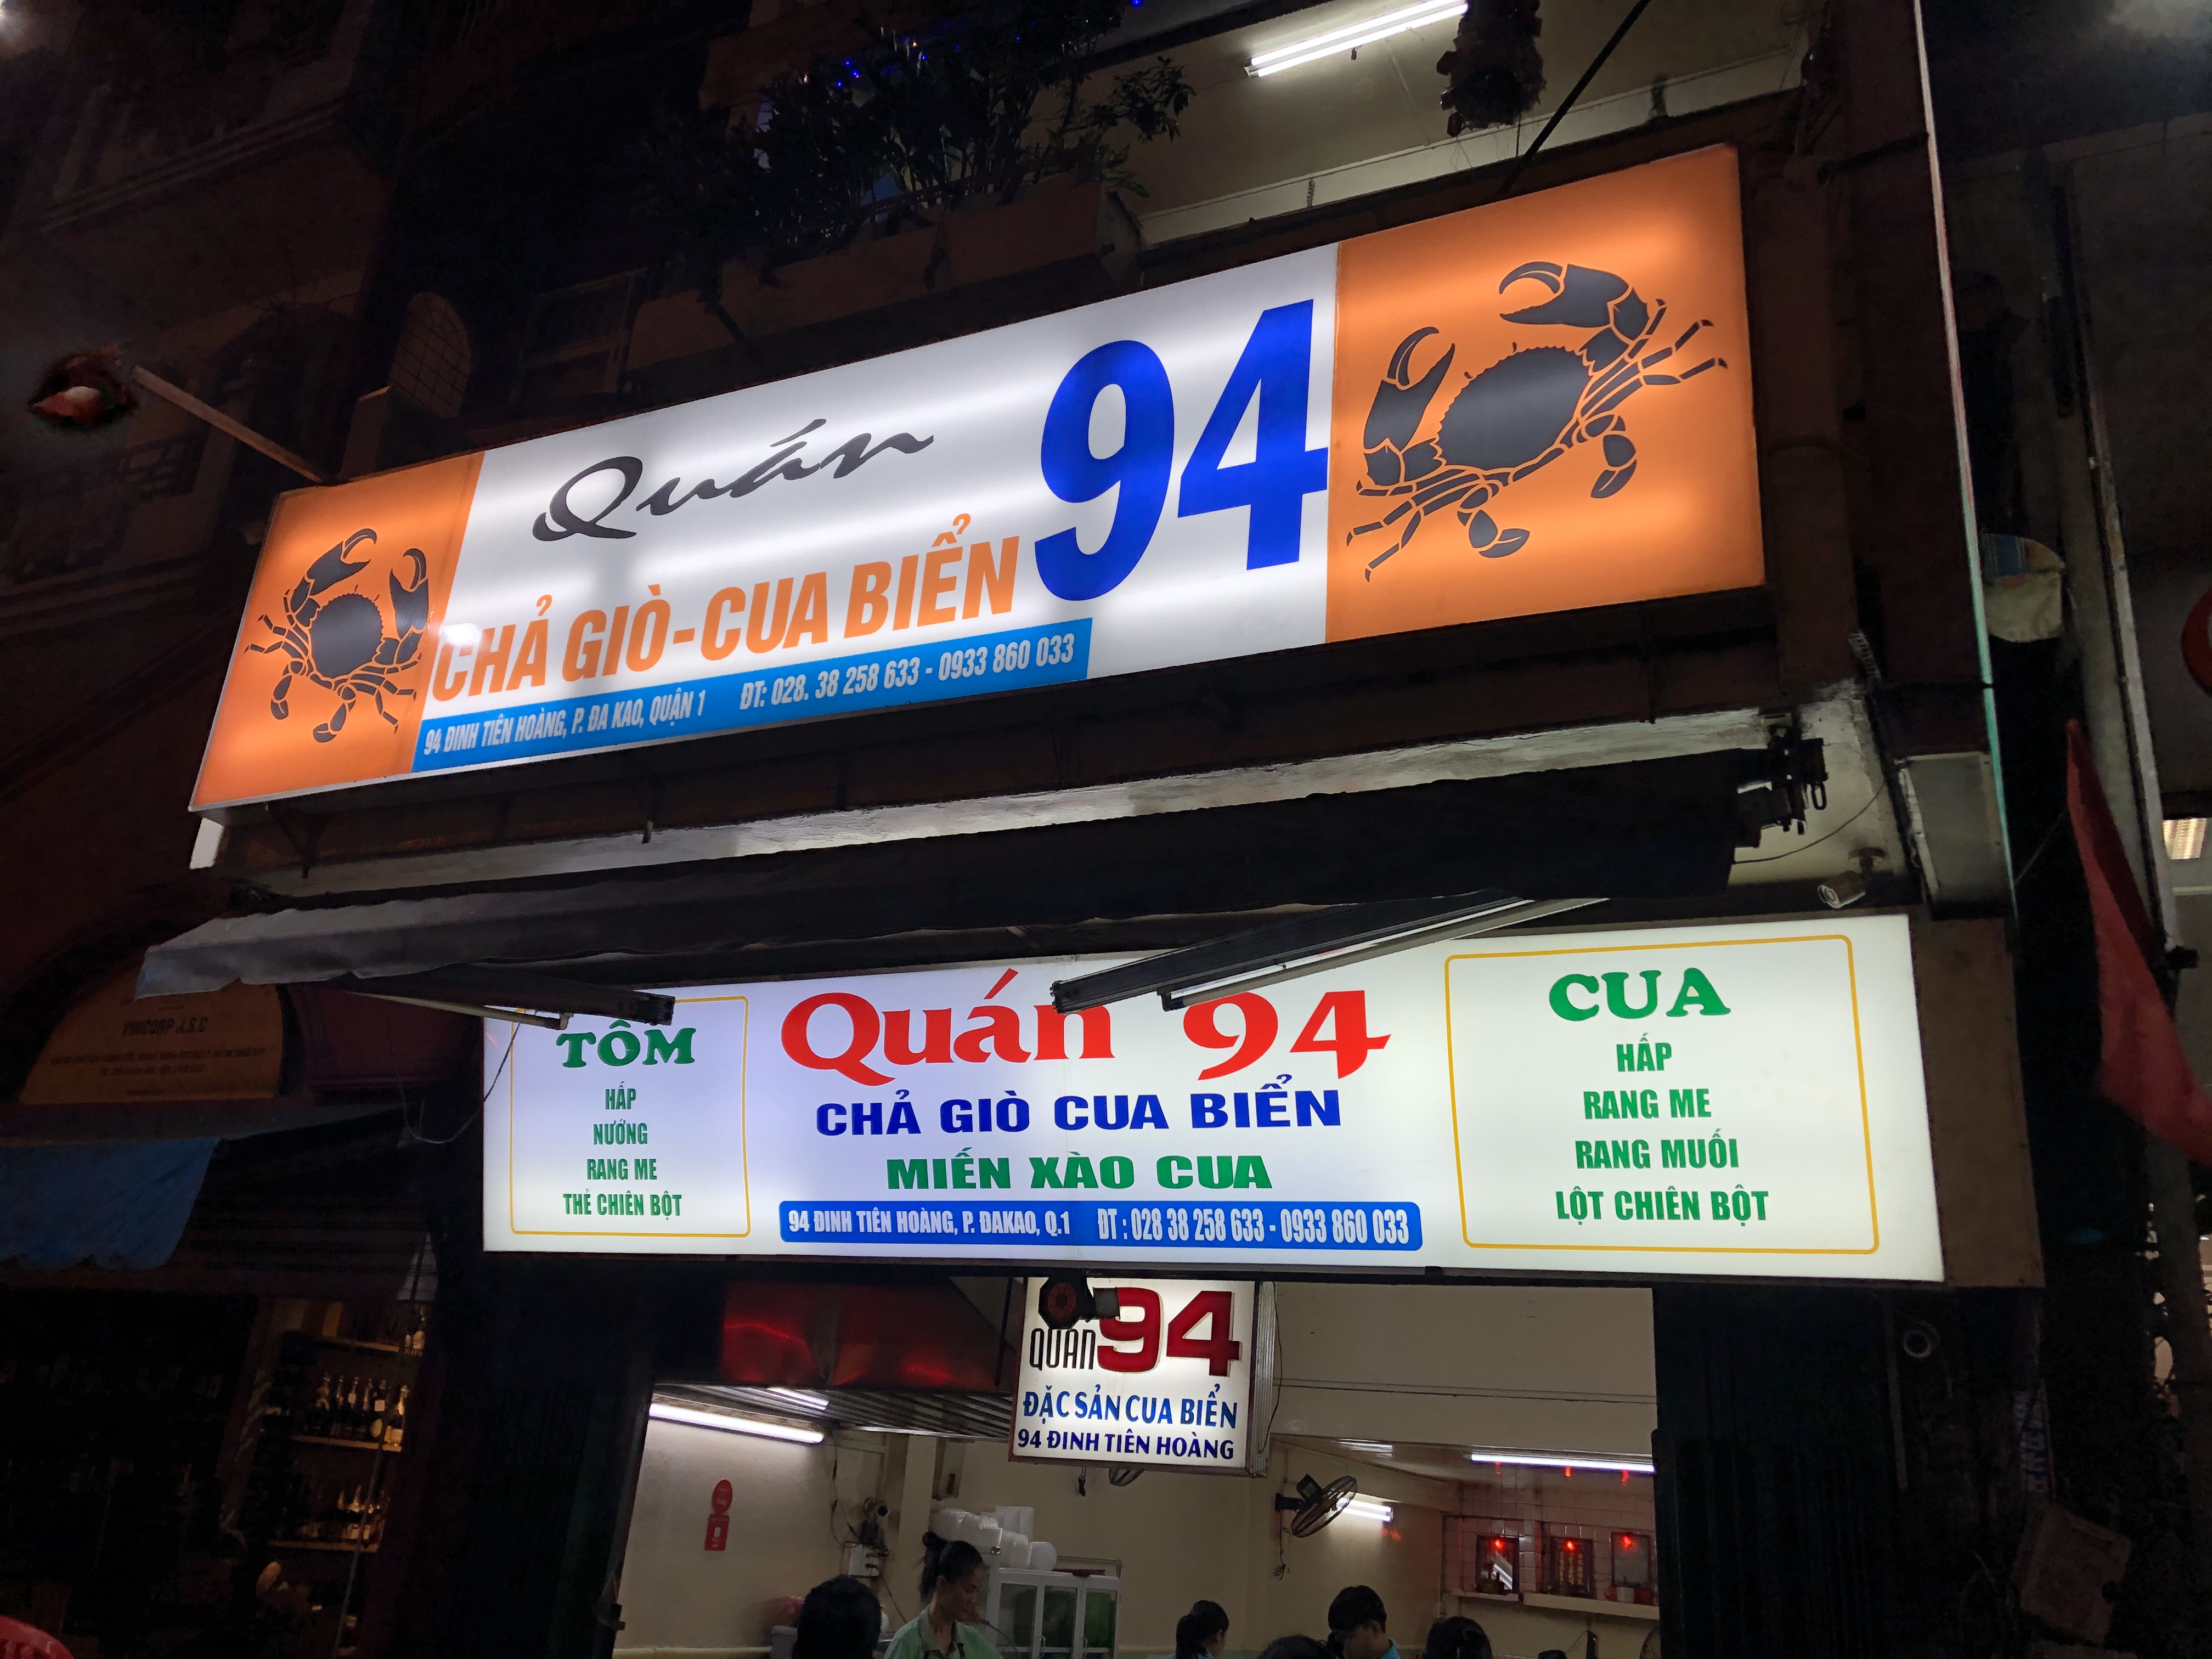 Quán 94
CHẢ GIÒ-CUA BIỂN
94 ĐINH TIÊN HOÀNG, P. ĐA KAO, QUẬN 1 ĐT: 028. 38 258 633 - 0933 860 033
TÔM
HẤP
NƯỚNG
RANG ME
THẺ CHIÊN BỘT
Quán 94
CHẢ GIÒ CUA BIỂN
MIẾN XÀO CUA
94 ĐINH TIÊN HOÀNG, P. ĐAKAO, Q.1 ĐT : 028 38 258 633 - 0933 860 033
CUA
HẤP
RANG ME
RANG MUỐI
LỘT CHIÊN BỘT
VINCORP J.S.C
QUÁN 94
ĐẶC SẢN CUA BIỂN
94 ĐINH TIÊN HOÀNG